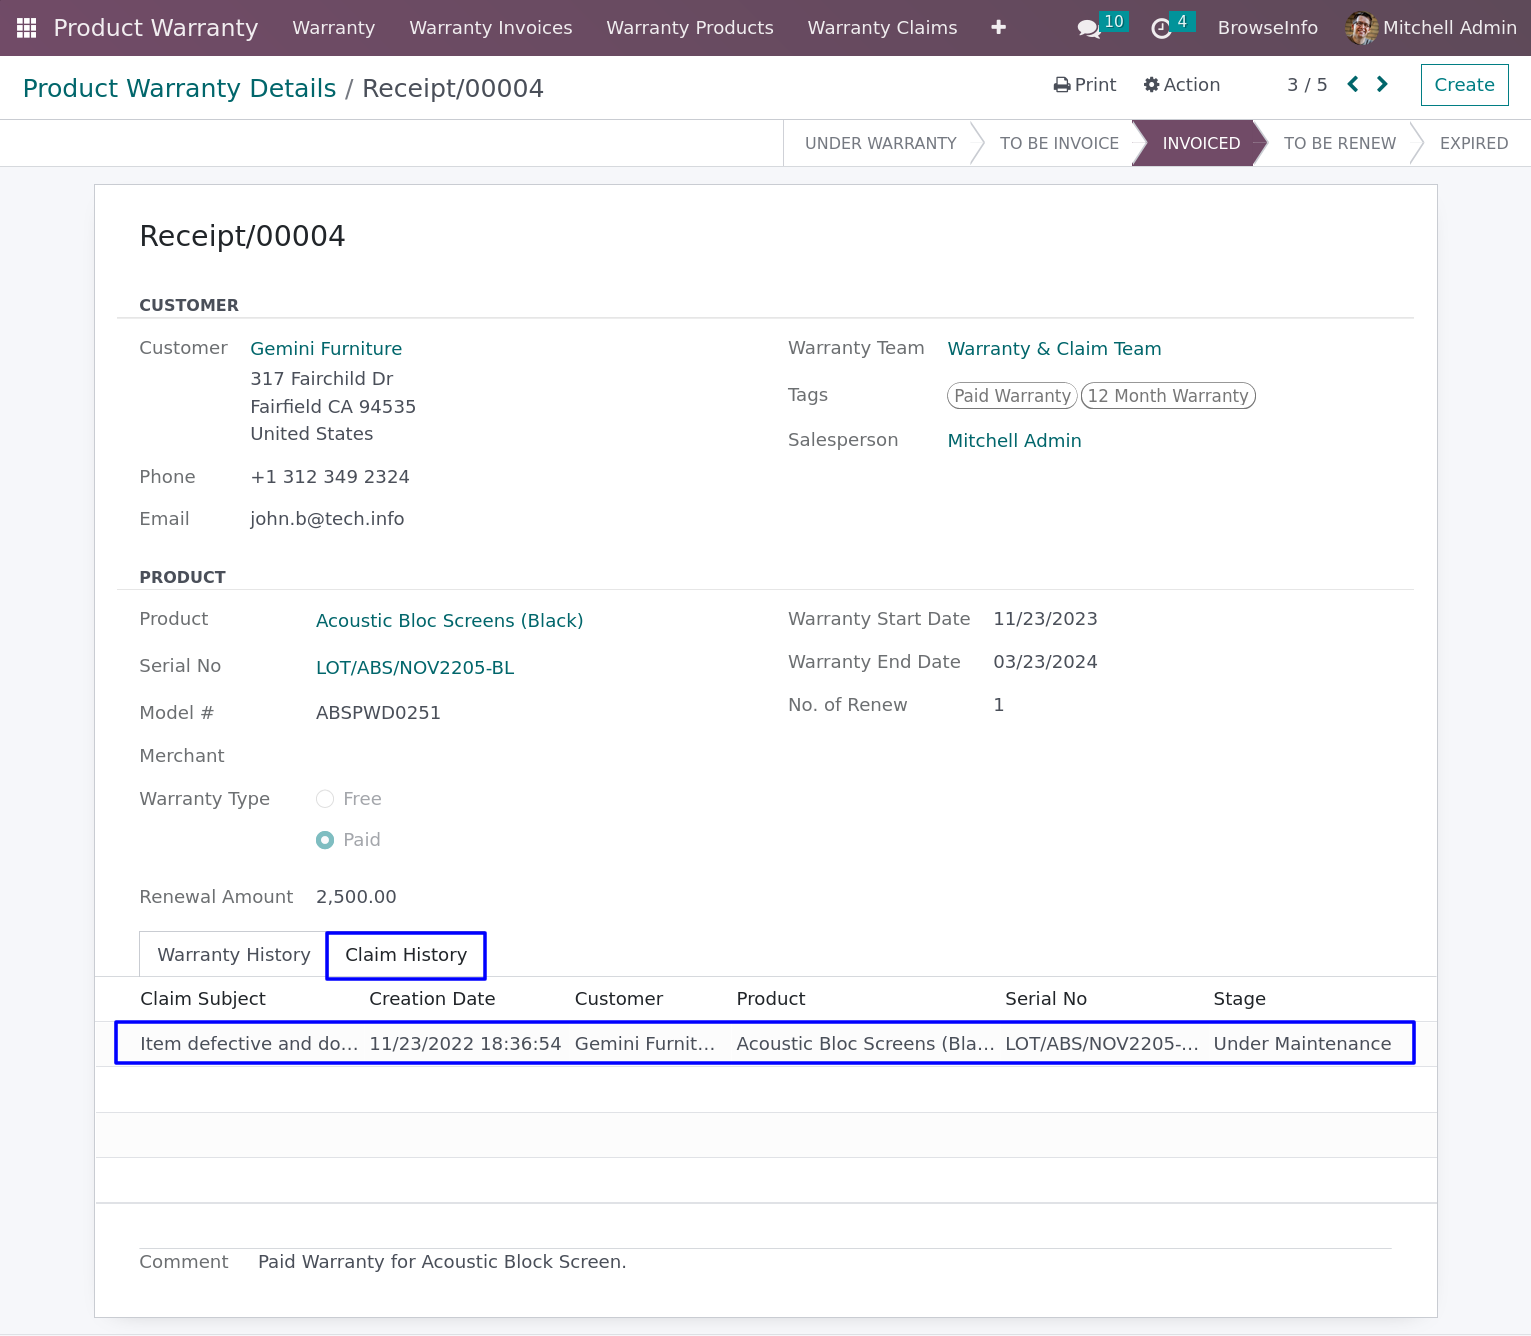 Product Warranty Warranty Warranty Invoices Warranty Products Warranty Claims 10 4 BrowseInfo Mitchell Admin
Product Warranty Details / Receipt/00004 Print Action 3 / 5 Create
UNDER WARRANTY TO BE INVOICE INVOICED TO BE RENEW EXPIRED
Receipt/00004
CUSTOMER
Customer Gemini Furniture Warranty Team Warranty & Claim Team
317 Fairchild Dr
Tags Paid Warranty 12 Month Warranty
Fairfield CA 94535
United States Salesperson Mitchell Admin
Phone +1 312 349 2324
Email john.b@tech.info
PRODUCT
Product Acoustic Bloc Screens (Black) Warranty Start Date 11/23/2023
Serial No LOT/ABS/NOV2205-BL Warranty End Date 03/23/2024
Model # ABSPWD0251 No. of Renew 1
Merchant
Warranty Type Free
Paid
Renewal Amount 2,500.00
Warranty History Claim History
Claim Subject Creation Date Customer Product Serial No Stage
Item defective and do... 11/23/2022 18:36:54 Gemini Furnit... Acoustic Bloc Screens (Bla... LOT/ABS/NOV2205-... Under Maintenance
Comment Paid Warranty for Acoustic Block Screen.